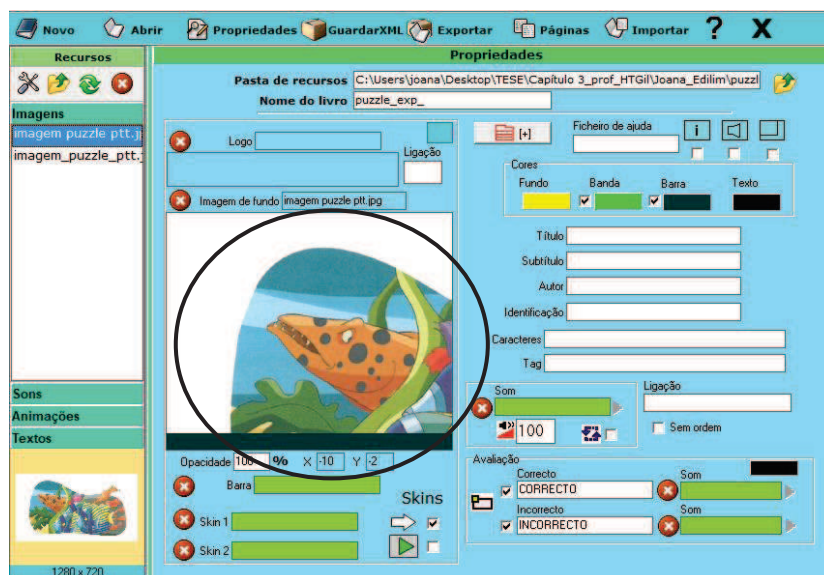 Novo Abrir Propriedades GuardarXML Exportar Páginas Importar ? X
Recursos
Propriedades
Pasta de recursos C:\Users\joana\Desktop\TESE\Capítulo 3_prof_HTGil\Joana_Edilim\puzzl
Nome do livro puzzle_exp_
Imagens
imagem puzzle ptt.j
imagem_puzzle_ptt.j
Logo
Ligação
Imagem de fundo imagem puzzle ptt.jpg
[+]
Ficheiro de ajuda
i
Cores
Fundo Banda Barra Texto
Título
Subtítulo
Autor
Identificação
Caracteres
Tag
Sons
Animações
Textos
Som
100
Ligação
Sem ordem
Opacidade 100 % X -10 Y -2
Barra
Skins
Skin 1
Skin 2
Avaliação
Correcto Som
CORRECTO
Incorrecto Som
INCORRECTO
1280 x 720